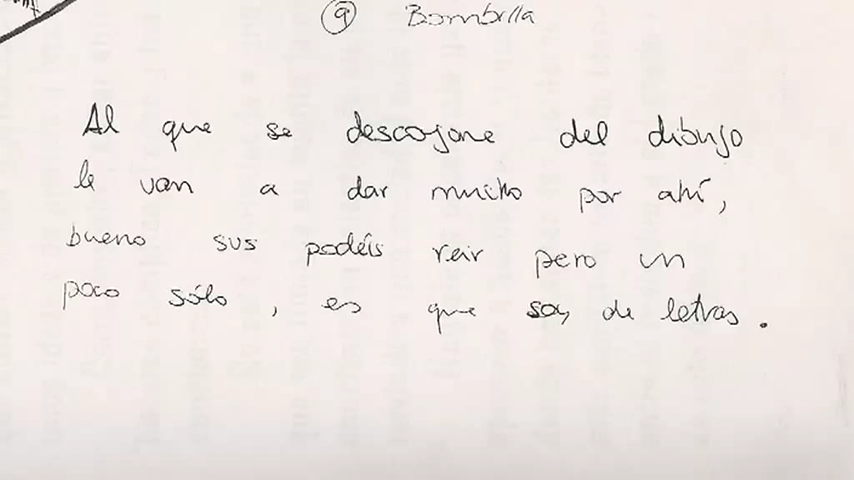 9 Bombilla
Al que se descojone del dibujo
le van a dar mucho por ahí,
bueno sus podéis reir pero un
poco sólo, es que soy de letras.